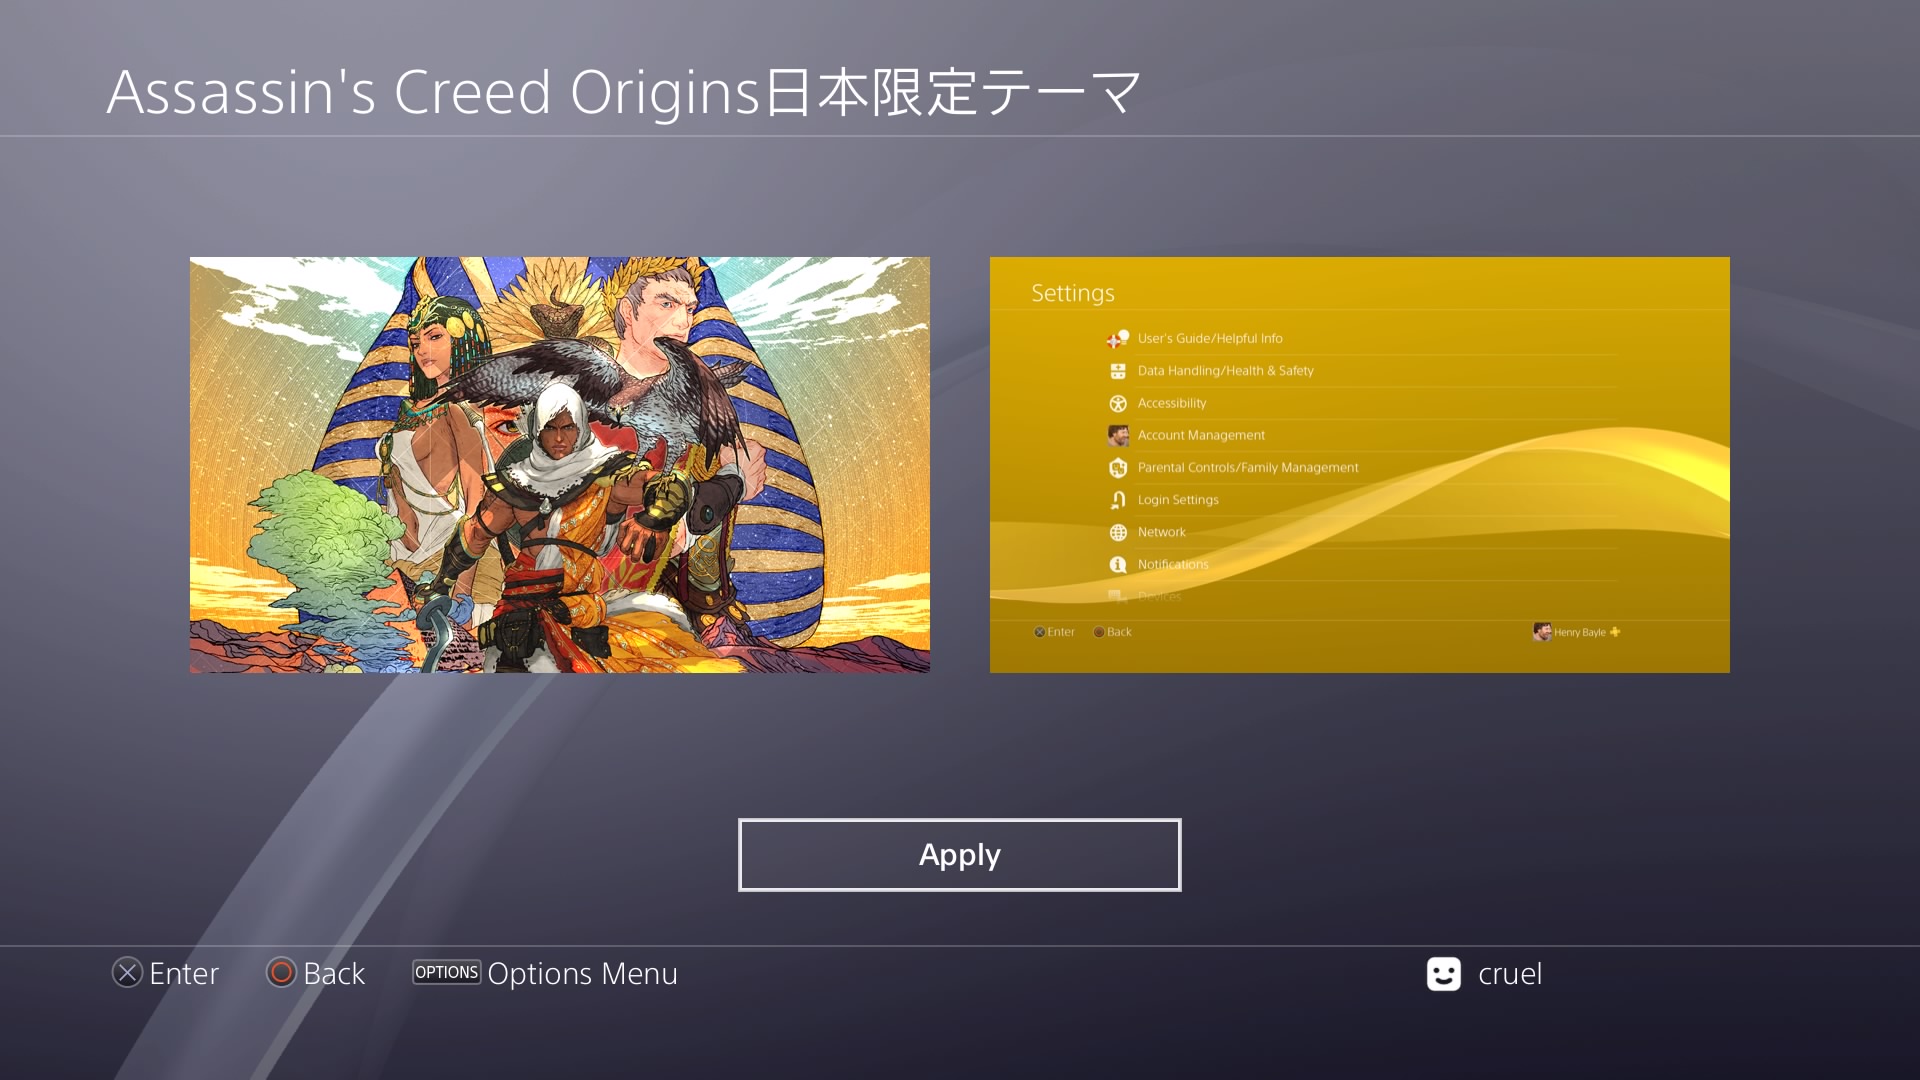 Assassin's Creed Origins日本限定テーマ
Settings
User's Guide/Helpful Info
Data Handling/Health & Safety
Accessibility
Account Management
Parental Controls/Family Management
Login Settings
Network
Notifications
Devices
Enter Back
Henry Bayle
Apply
Enter Back OPTIONS Options Menu
cruel